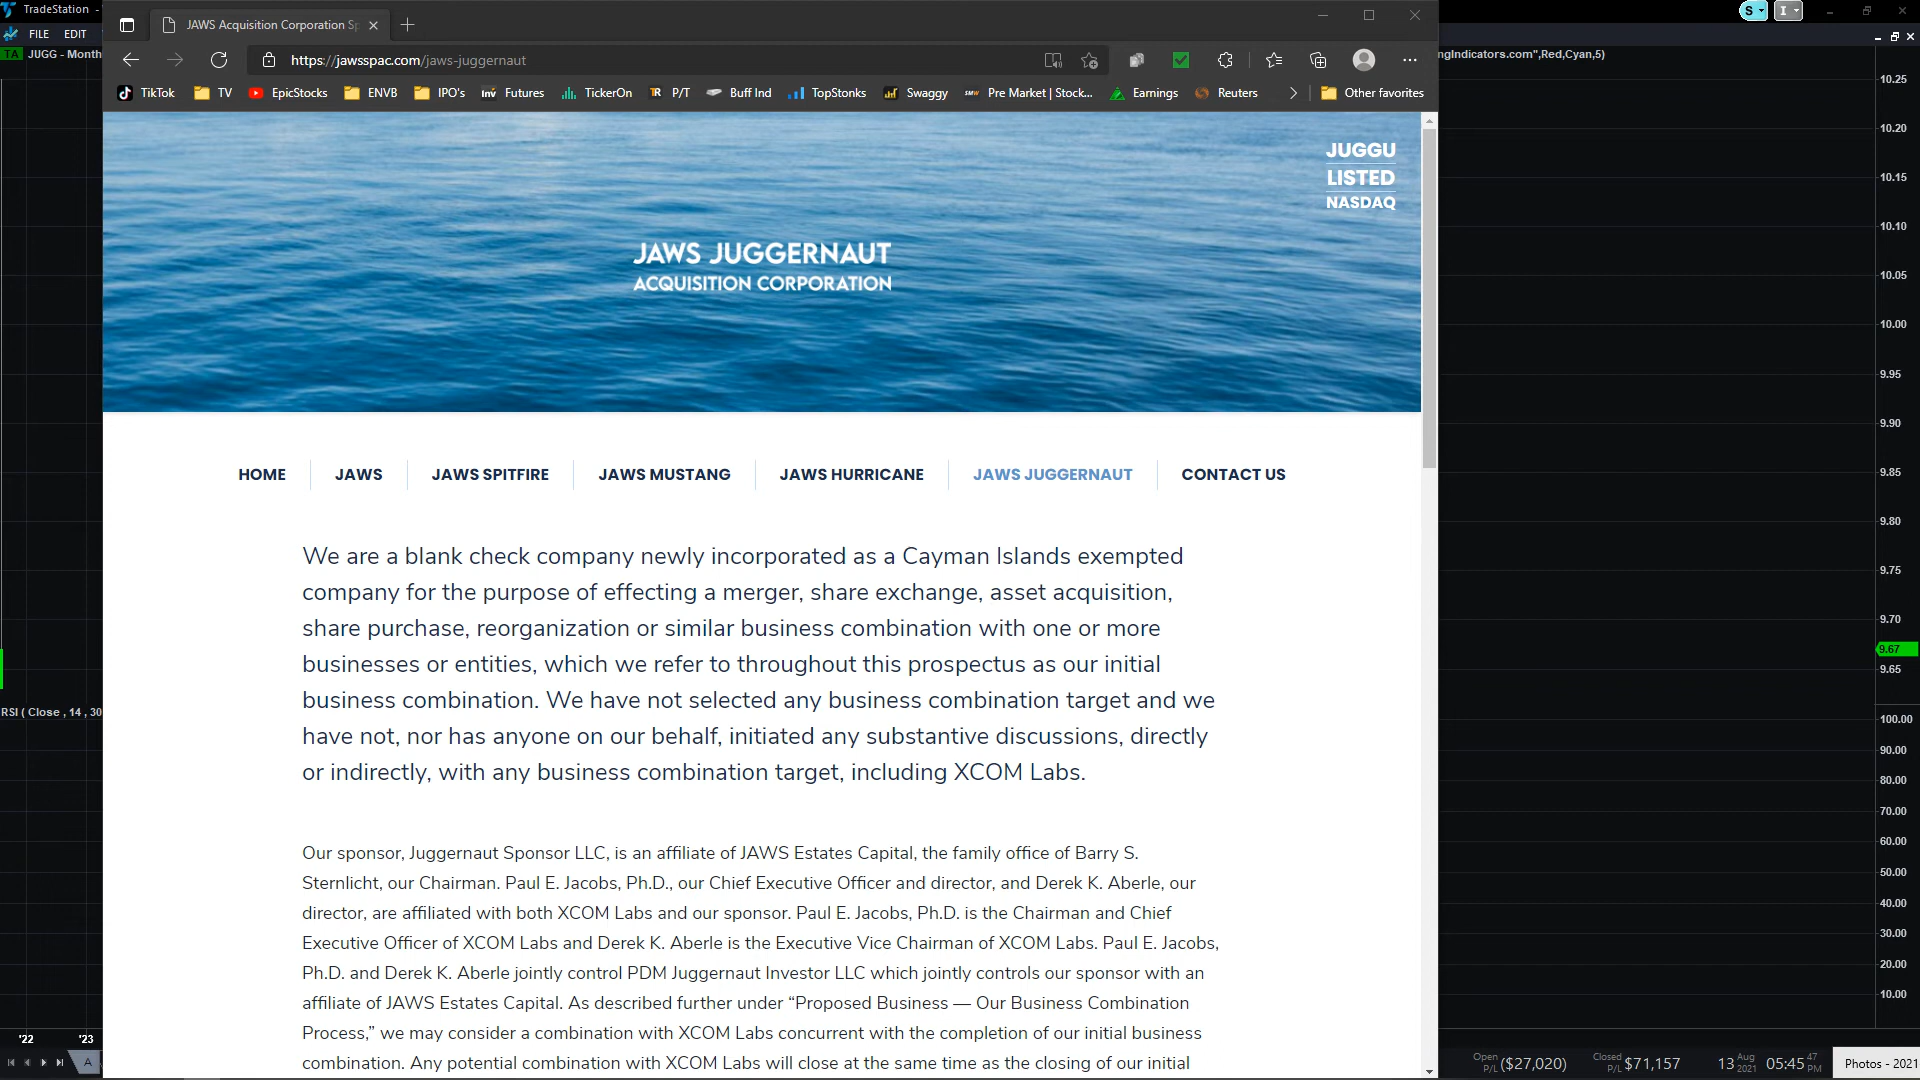 TradeStation -
JAWS Acquisition Corporation Sp
S
I
FILE EDIT
TA JUGG - Month
https://jawsspac.com/jaws-juggernaut
ngIndicators.com",Red,Cyan,5)
TikTok TV EpicStocks ENVB IPO's inv Futures TickerOn TR P/T Buff Ind TopStonks Swaggy SMW Pre Market | Stock... Earnings Reuters Other favorites
JUGGU
LISTED
NASDAQ
JAWS JUGGERNAUT
ACQUISITION CORPORATION
HOME JAWS JAWS SPITFIRE JAWS MUSTANG JAWS HURRICANE JAWS JUGGERNAUT CONTACT US
We are a blank check company newly incorporated as a Cayman Islands exempted
company for the purpose of effecting a merger, share exchange, asset acquisition,
share purchase, reorganization or similar business combination with one or more
businesses or entities, which we refer to throughout this prospectus as our initial
business combination. We have not selected any business combination target and we
have not, nor has anyone on our behalf, initiated any substantive discussions, directly
or indirectly, with any business combination target, including XCOM Labs.
Our sponsor, Juggernaut Sponsor LLC, is an affiliate of JAWS Estates Capital, the family office of Barry S.
Sternlicht, our Chairman. Paul E. Jacobs, Ph.D., our Chief Executive Officer and director, and Derek K. Aberle, our
director, are affiliated with both XCOM Labs and our sponsor. Paul E. Jacobs, Ph.D. is the Chairman and Chief
Executive Officer of XCOM Labs and Derek K. Aberle is the Executive Vice Chairman of XCOM Labs. Paul E. Jacobs,
Ph.D. and Derek K. Aberle jointly control PDM Juggernaut Investor LLC which jointly controls our sponsor with an
affiliate of JAWS Estates Capital. As described further under “Proposed Business — Our Business Combination
Process,” we may consider a combination with XCOM Labs concurrent with the completion of our initial business
combination. Any potential combination with XCOM Labs will close at the same time as the closing of our initial
10.25
10.20
10.15
10.10
10.05
10.00
9.95
9.90
9.85
9.80
9.75
9.70
9.67
9.65
RSI ( Close , 14 , 30
100.00
90.00
80.00
70.00
60.00
50.00
40.00
30.00
20.00
10.00
'22 '23
A
Open P/L ($27,020) Closed P/L $71,157 13 Aug 2021 05:45 47 PM
Photos - 2021